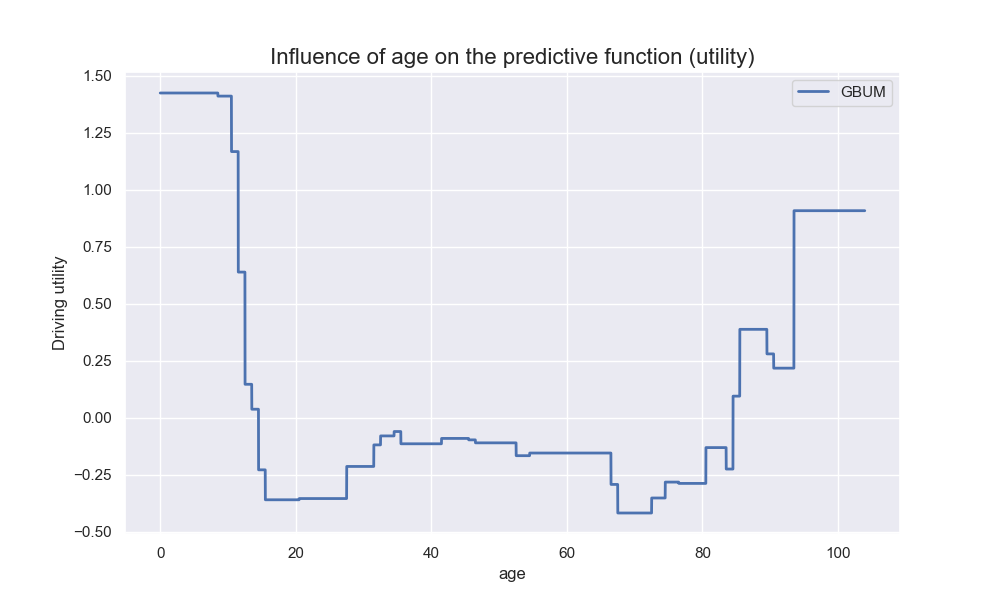 Influence of age on the predictive function (utility)
GBUM
1.50
1.25
1.00
0.75
0.50
0.25
0.00
−0.25
−0.50
Driving utility
0 20 40 60 80 100
age